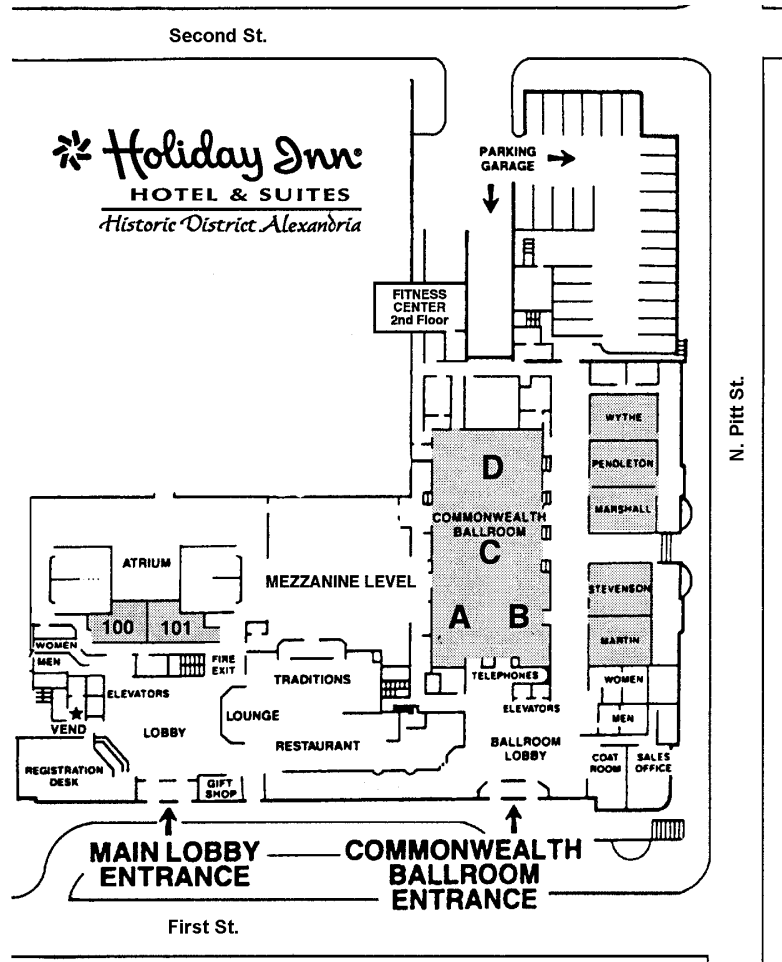 Second St.
Holiday Inn®
HOTEL & SUITES
Historic District Alexandria
PARKING
GARAGE
FITNESS
CENTER
2nd Floor
N. Pitt St.
WYTHE
PENDLETON
MARSHALL
D
COMMONWEALTH
BALLROOM
C
A B
STEVENSON
MARTIN
ATRIUM
MEZZANINE LEVEL
100 101
WOMEN
MEN
FIRE
EXIT
ELEVATORS
VEND
LOBBY
TRADITIONS
LOUNGE
RESTAURANT
TELEPHONES
ELEVATORS
BALLROOM
LOBBY
WOMEN
MEN
COAT
ROOM
SALES
OFFICE
REGISTRATION
DESK
GIFT
SHOP
MAIN LOBBY
ENTRANCE
COMMONWEALTH
BALLROOM
ENTRANCE
First St.